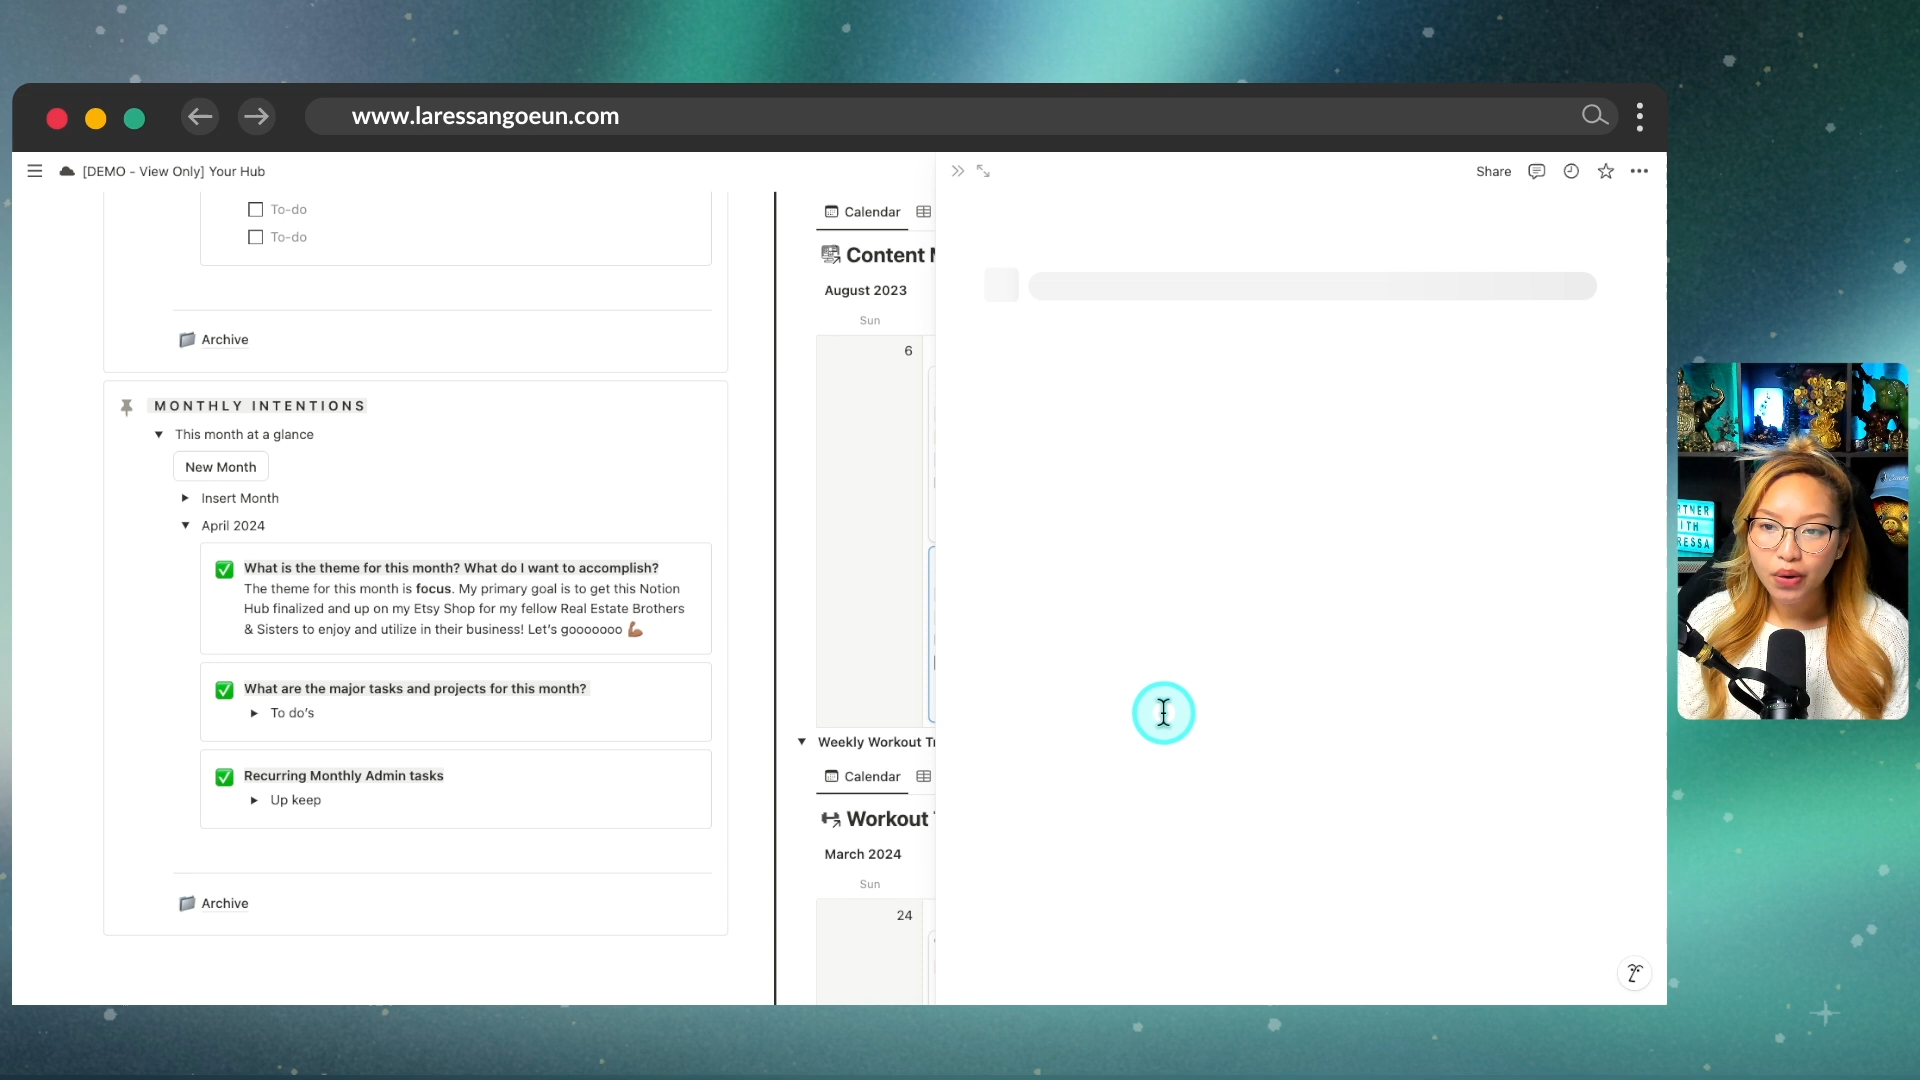 www.laressangoeun.com
[DEMO - View Only] Your Hub
Share
To-do
To-do
Archive
MONTHLY INTENTIONS
This month at a glance
New Month
Insert Month
April 2024
What is the theme for this month? What do I want to accomplish?
The theme for this month is focus. My primary goal is to get this Notion
Hub finalized and up on my Etsy Shop for my fellow Real Estate Brothers
& Sisters to enjoy and utilize in their business! Let's gooooooo
What are the major tasks and projects for this month?
To do's
Recurring Monthly Admin tasks
Up keep
Archive
Calendar
Content
August 2023
Sun
6
Weekly Workout
Calendar
Workout
March 2024
Sun
24
RTNER
ITH
RESSA